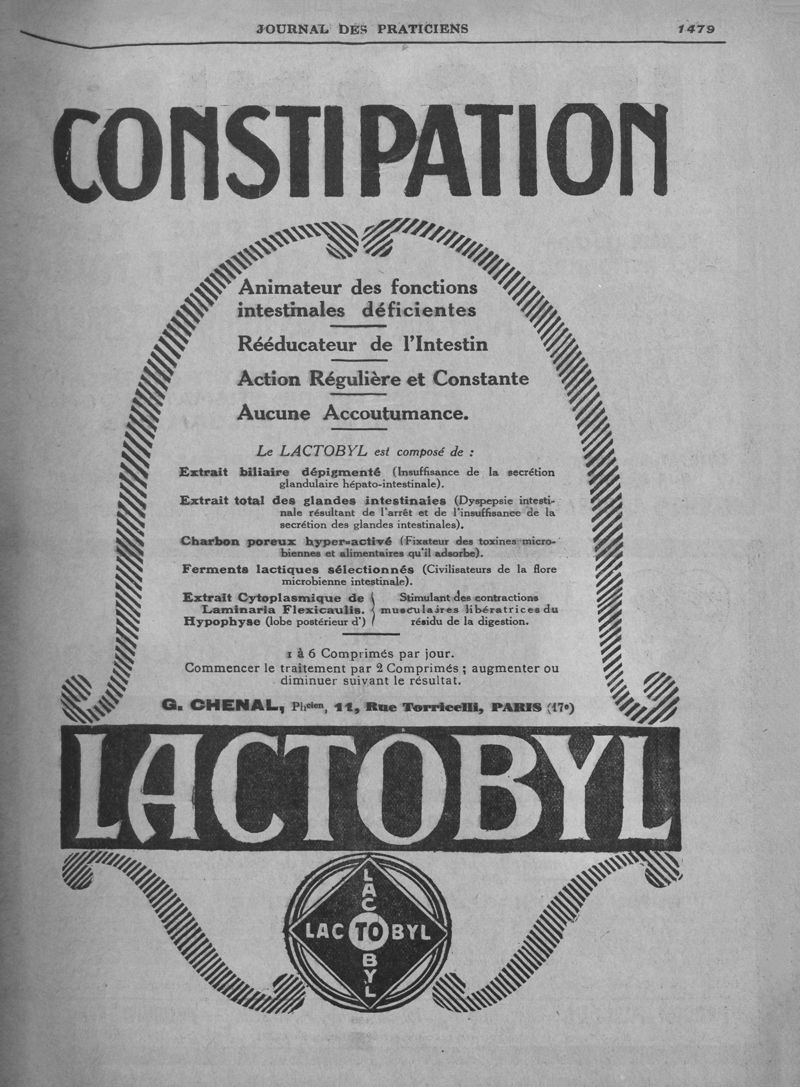 JOURNAL DES PRATICIENS 1479
CONSTIPATION
Animateur des fonctions
intestinales déficientes
Rééducateur de l'Intestin
Action Régulière et Constante
Aucune Accoutumance.
Le LACTOBYL est composé de :
Extrait biliaire dépigmenté (Insuffisance de la secrétion
glandulaire hépato-intestinale).
Extrait total des glandes intestinales (Dyspepsie intesti-
nale résultant de l'arrêt et de l'insuffisance de la
secrétion des glandes intestinales).
Charbon poreux hyper-activé (Fixateur des toxines micro-
biennes et alimentaires qu'il adsorbe).
Ferments lactiques sélectionnés (Civilisateurs de la flore
microbienne intestinale).
Extrait Cytoplasmique de Stimulant des contractions
Laminaria Flexicaulis. musculaires libératrices du
Hypophyse (lobe postérieur d') résidu de la digestion.
1 à 6 Comprimés par jour.
Commencer le traitement par 2 Comprimés ; augmenter ou
diminuer suivant le résultat.
G. CHENAL, Phcien, 11, Rue Torricelli, PARIS (17e)
LACTOBYL
LAC TO BYL
LAC TO BYL